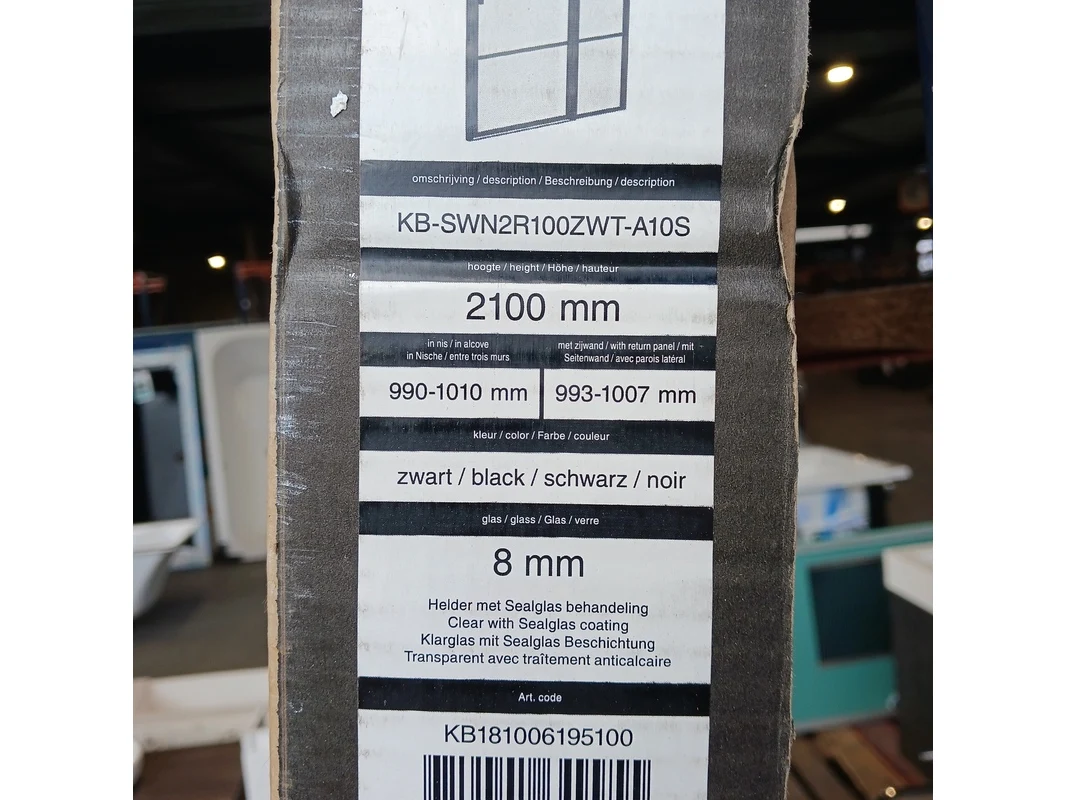 omschrijving / description / Beschreibung / description
KB-SWN2R100ZWT-A10S
hoogte / height / Höhe / hauteur
2100 mm
in nis / in alcove
in Nische / entre trois murs
met zijwand / with return panel / mit
Seitenwand / avec parois latéral
990-1010 mm
993-1007 mm
kleur / color / Farbe / couleur
zwart / black / schwarz / noir
glas / glass / Glas / verre
8 mm
Helder met Sealglas behandeling
Clear with Sealglas coating
Klarglas mit Sealglas Beschichtung
Transparent avec traîtement anticalcaire
Art. code
KB181006195100